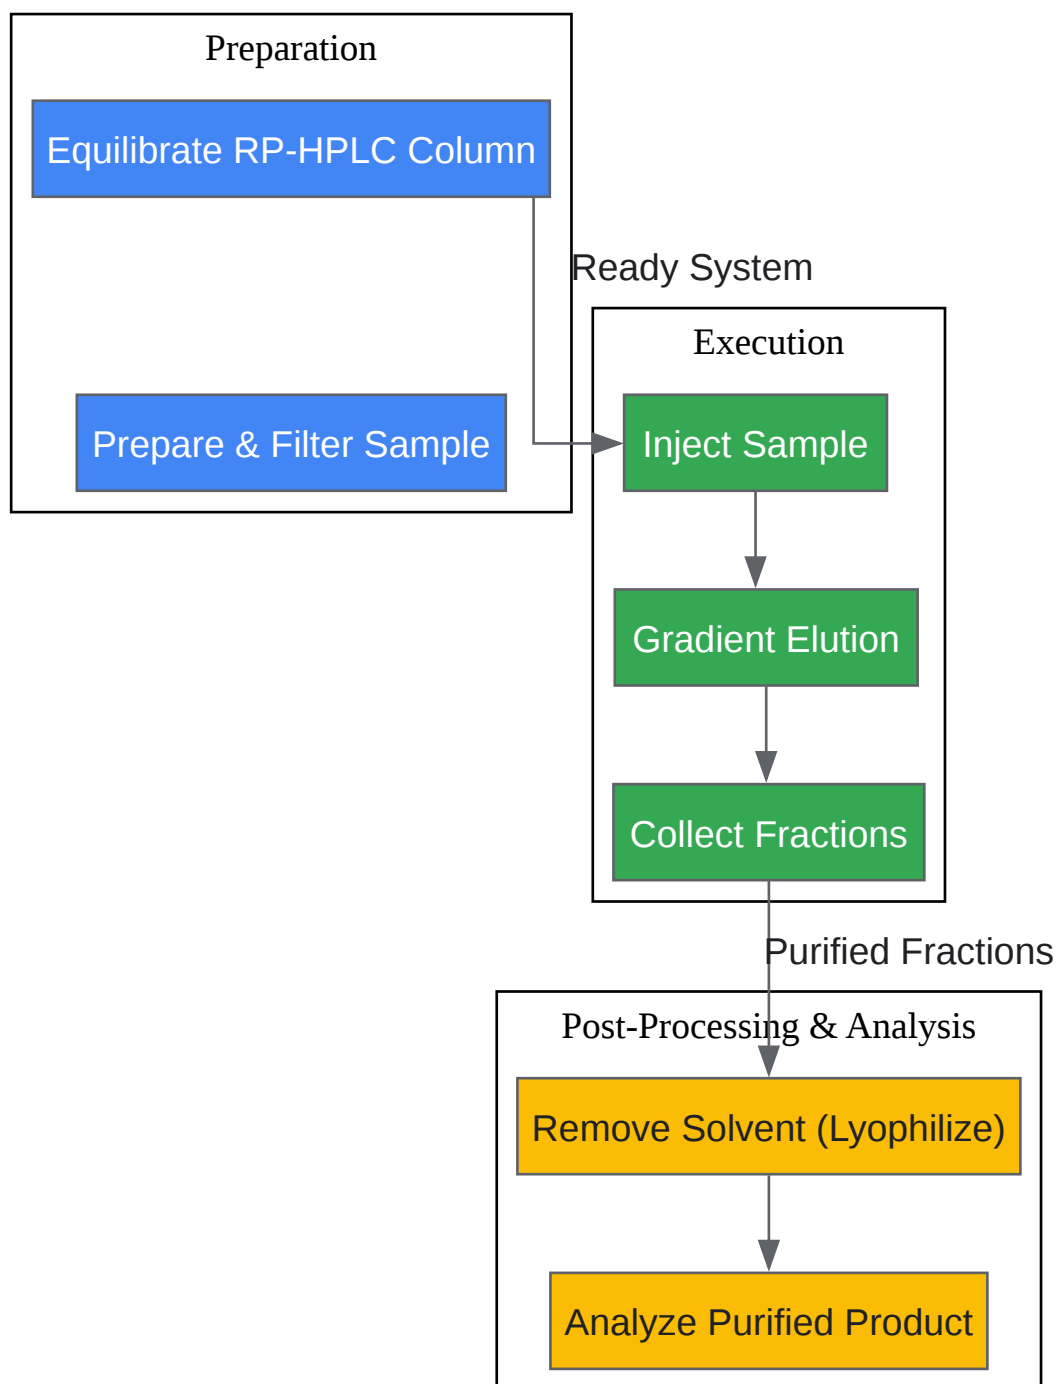 Preparation
Equilibrate RP-HPLC Column
Ready System
Execution
Prepare & Filter Sample
Inject Sample
Gradient Elution
Collect Fractions
Purified Fractions
Post-Processing & Analysis
Remove Solvent (Lyophilize)
Analyze Purified Product